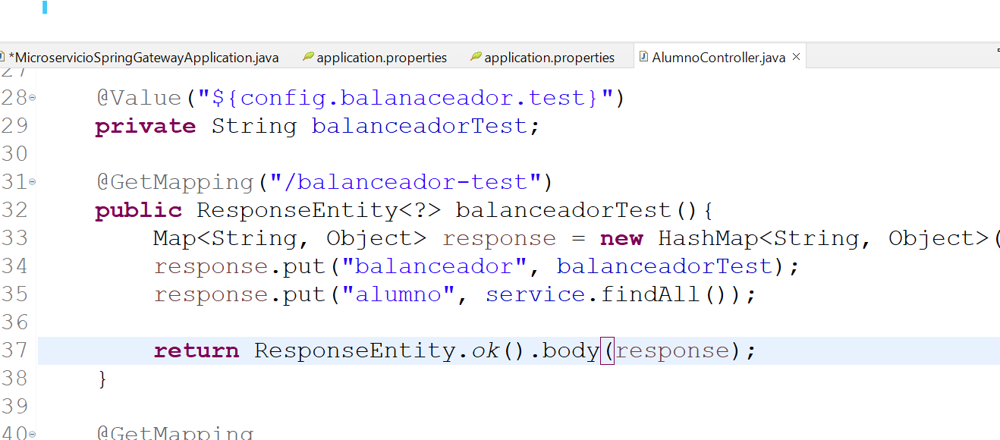 *MicroservicioSpringGatewayApplication.java application.properties application.properties AlumnoController.java
27
28 @Value("${config.balanaceador.test}")
29 private String balanceadorTest;
30
31 @GetMapping("/balanceador-test")
32 public ResponseEntity<?> balanceadorTest(){
33 Map<String, Object> response = new HashMap<String, Object>(
34 response.put("balanceador", balanceadorTest);
35 response.put("alumno", service.findAll());
36
37 return ResponseEntity.ok().body(response);
38 }
39
40 @GetMapping